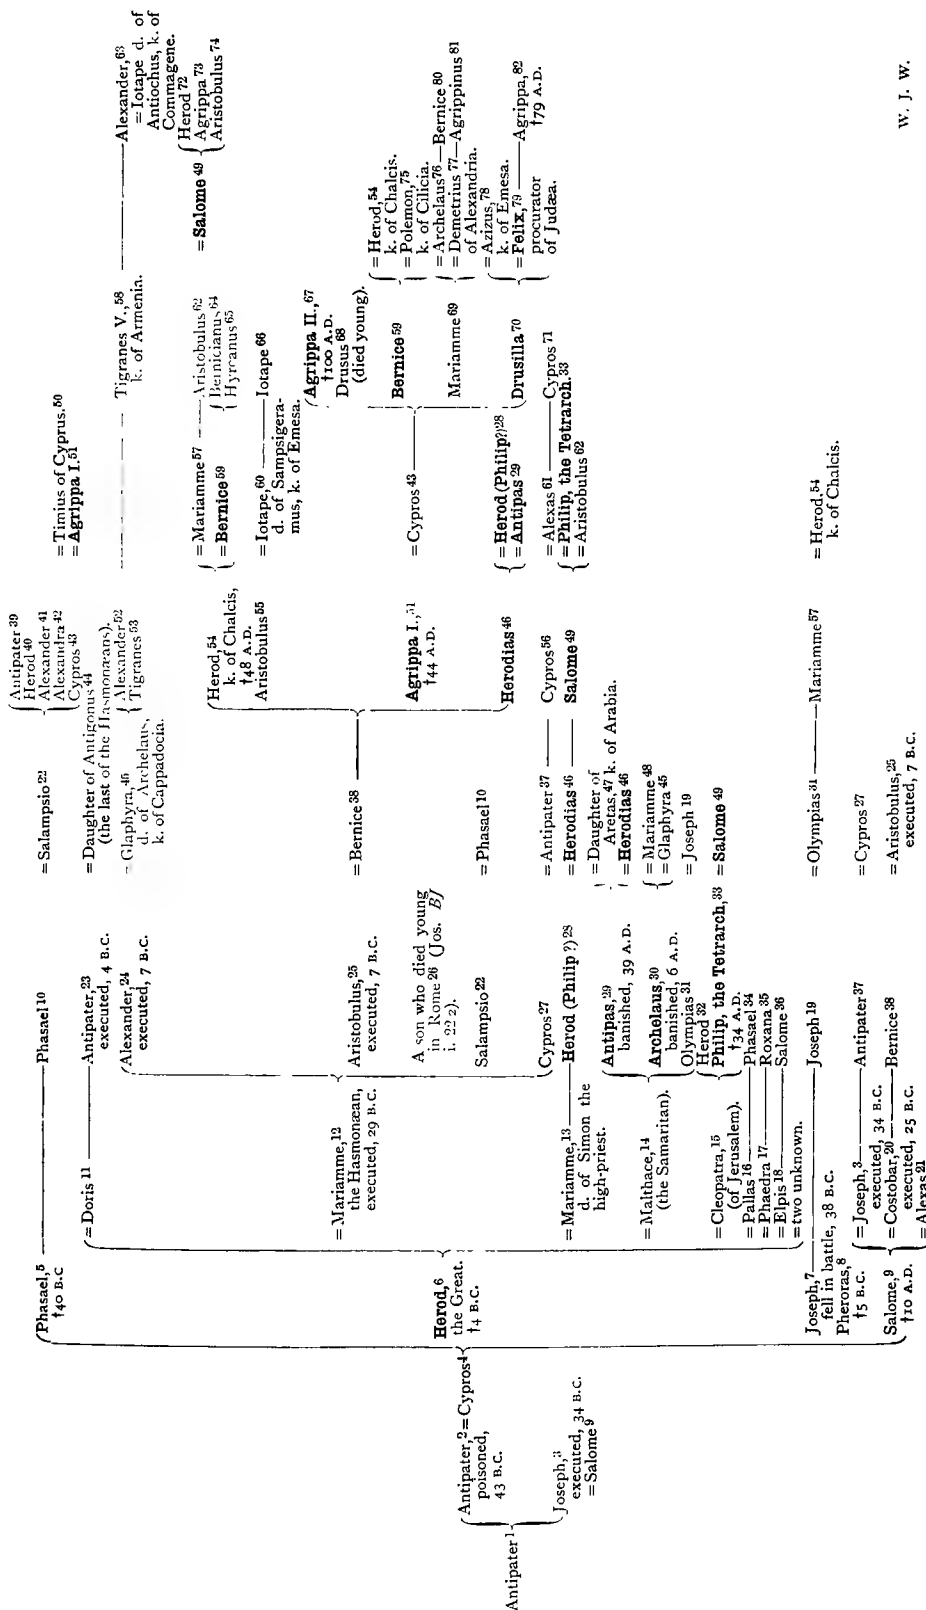 Antipater 1
Antipater,2 = Cypros 4
poisoned,
43 B.C.
Joseph,3
executed, 34 B.C.
= Salome 9
Phasael,5
†40 B.C
Herod,6
the Great.
†4 B.C.
Joseph,7
fell in battle, 38 B.C.
Pheroras,8
†5 B.C.
Salome,9
†10 A.D.
= Doris 11
= Mariamme,12
the Hasmonæan,
executed, 29 B.C.
= Mariamme,13
d. of Simon the
high-priest.
= Malthace,14
(the Samaritan).
= Cleopatra,15
(of Jerusalem).
= Pallas 16
= Phaedra 17
= Elpis 18
= two unknown.
= Joseph,3
executed, 34 B.C.
= Costobar,20
executed, 25 B.C.
= Alexas 21
Phasael 10
Antipater,23
executed, 4 B.C.
Alexander,24
executed, 7 B.C.
Aristobulus,25
executed, 7 B.C.
A son who died young
in Rome 26 (Jos. BJ
i. 22 2).
Salampsio 22
Cypros 27
Herod (Philip ?) 28
Antipas,29
banished, 39 A.D.
Archelaus,30
banished, 6 A.D.
Olympias 31
Herod 32
Philip, the Tetrarch,33
†34 A.D.
Phasael 34
Roxana 35
Salome 36
Joseph 19
Antipater 37
Bernice 38
= Salampsio 22
= Daughter of Antigonus 44
(the last of the Hasmonæans).
= Glaphyra,45
d. of Archelaus,
k. of Cappadocia.
= Bernice 38
= Phasael 10
= Antipater 37
= Herodias 46
= Daughter of
Aretas,47 k. of Arabia.
= Herodias 46
= Mariamme 48
= Glaphyra 45
= Joseph 19
= Salome 49
= Olympias 31
= Cypros 27
= Aristobulus,25
executed, 7 B.C.
Antipater 39
Herod 40
Alexander 41
Alexandra 42
Cypros 43
Alexander 52
Tigranes 53
Herod,54
k. of Chalcis,
†48 A.D.
Aristobulus 55
Agrippa I.,51
†44 A.D.
Herodias 46
Cypros 56
Salome 49
Mariamme 57
= Timius of Cyprus.50
= Agrippa I.51
= Mariamme 57
= Bernice 59
= Iotape,60
d. of Sampsigera-
mus, k. of Emesa.
= Cypros 43
= Herod (Philip?) 28
= Antipas 29
= Alexas 61
= Philip, the Tetrarch.33
= Aristobulus 62
= Herod,54
k. of Chalcis.
Tigranes V.,58
k. of Armenia.
Aristobulus 62
Bernicianus 64
Hyrcanus 65
Iotape 66
Agrippa II.,67
†100 A.D.
Drusus 68
(died young).
Bernice 59
Mariamme 69
Drusilla 70
Cypros 71
= Salome 49
= Herod,54
k. of Chalcis.
= Polemon,75
k. of Cilicia.
= Archelaus 76
= Demetrius 77
of Alexandria.
= Azizus,78
k. of Emesa.
= Felix,79
procurator
of Judæa.
Alexander,63
= Iotape d. of
Antiochus, k. of
Commagene.
Herod 72
Agrippa 73
Aristobulus 74
Bernice 80
Agrippinus 81
Agrippa,82
†79 A.D.
W. J. W.